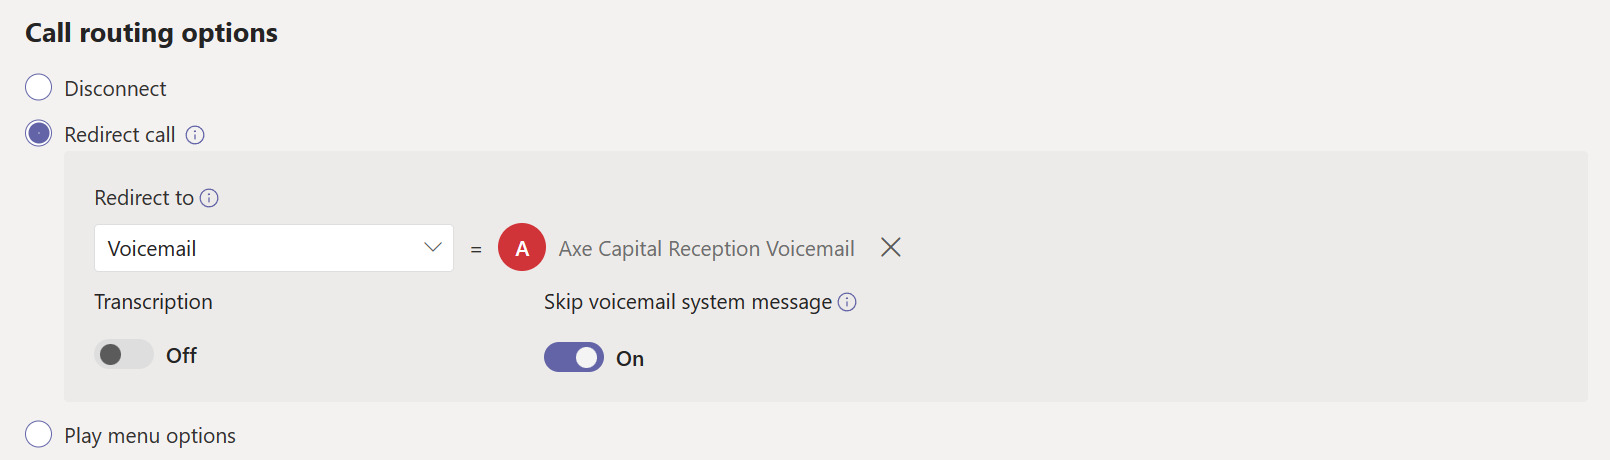 Call routing options
Disconnect
Redirect call
Redirect to
Voicemail = A Axe Capital Reception Voicemail
Transcription Skip voicemail system message
Off On
Play menu options